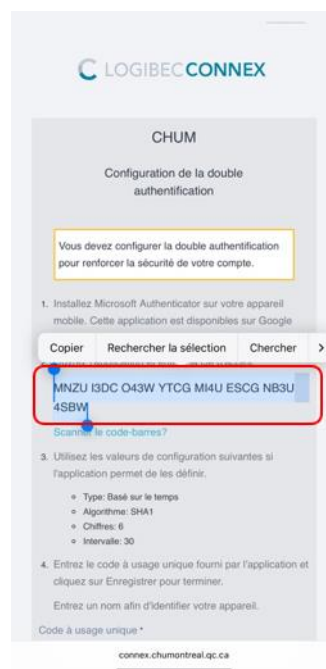 LOGIBEC CONNEX
CHUM
Configuration de la double
authentification
Vous devez configurer la double authentification
pour renforcer la sécurité de votre compte.
1. Installez Microsoft Authenticator sur votre appareil
mobile. Cette application est disponibles sur Google
Copier Rechercher la sélection Chercher >
MNZU I3DC O43W YTCG MI4U ESCG NB3U
4SBW
Scanner le code-barres?
3. Utilisez les valeurs de configuration suivantes si
l'application permet de les définir.
Type: Basé sur le temps
Algorithme: SHA1
Chiffres: 6
Intervalle: 30
4. Entrez le code à usage unique fourni par l'application et
cliquez sur Enregistrer pour terminer.
Entrez un nom afin d'identifier votre appareil.
Code à usage unique *
connex.chumontreal.qc.ca